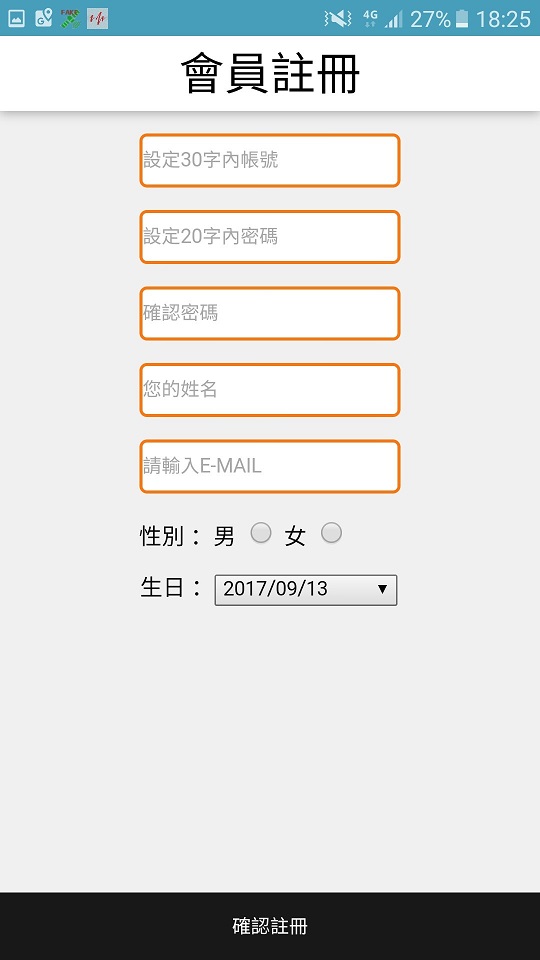 4G 27% 18:25
會員註冊
設定30字內帳號
設定20字內密碼
確認密碼
您的姓名
請輸入E-MAIL
性別： 男 女
生日： 2017/09/13
確認註冊